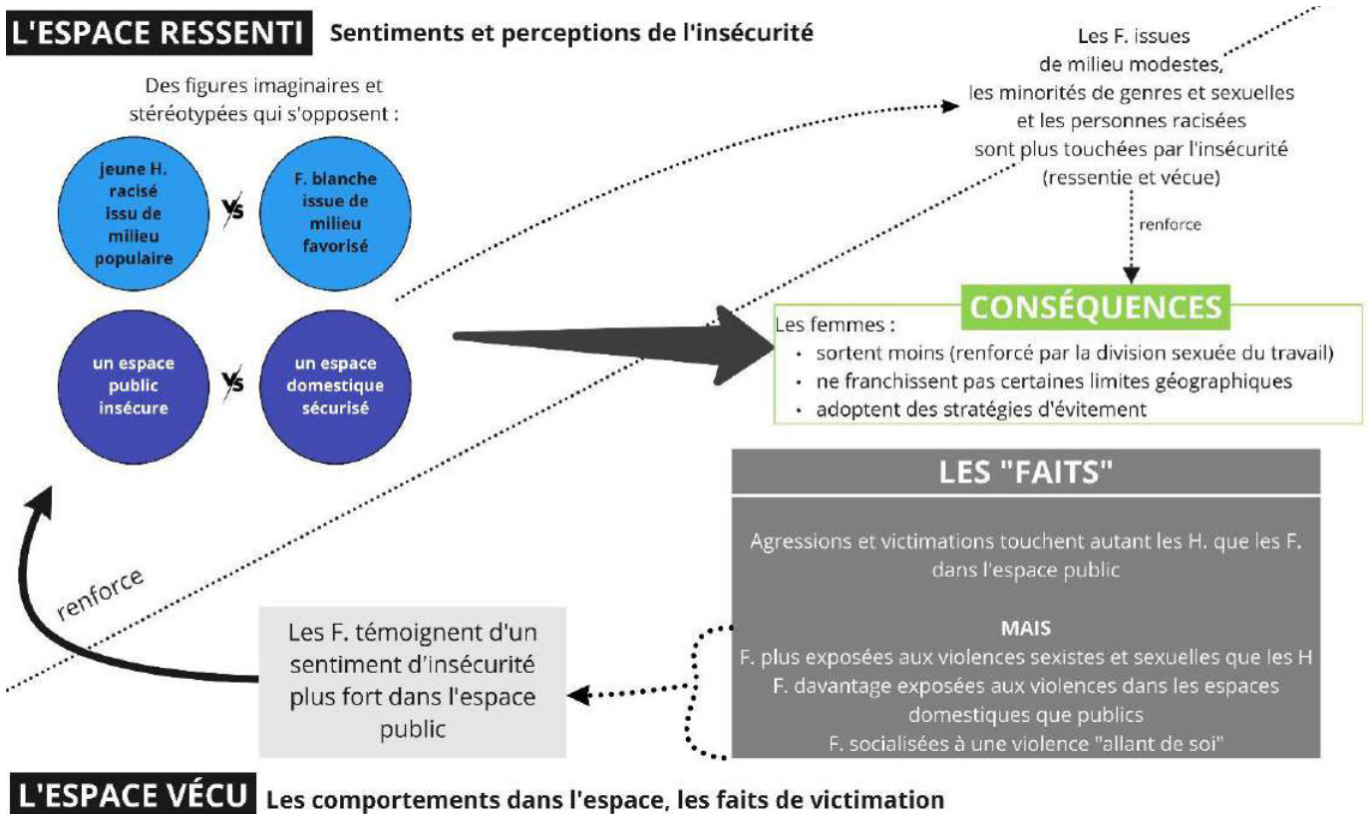 L'ESPACE RESSENTI Sentiments et perceptions de l'insécurité
Des figures imaginaires et
stéréotypées qui s'opposent :
jeune H.
racisé
issu de
milieu
populaire
VS
F. blanche
issue de
milieu
favorisé
un espace
public
insécure
VS
un espace
domestique
sécurisé
Les F. issues
de milieu modestes,
les minorités de genres et sexuelles
et les personnes racisées
sont plus touchées par l'insécurité
(ressentie et vécue)
renforce
CONSÉQUENCES
Les femmes :
• sortent moins (renforcé par la division sexuée du travail)
• ne franchissent pas certaines limites géographiques
• adoptent des stratégies d'évitement
LES "FAITS"
Agressions et victimations touchent autant les H. que les F.
dans l'espace public
MAIS
F. plus exposées aux violences sexistes et sexuelles que les H
F. davantage exposées aux violences dans les espaces
domestiques que publics
F. socialisées à une violence "allant de soi"
Les F. témoignent d'un
sentiment d'insécurité
plus fort dans l'espace
public
renforce
L'ESPACE VÉCU Les comportements dans l'espace, les faits de victimation